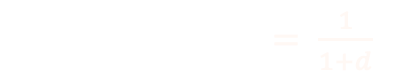 = 1/(1+d)